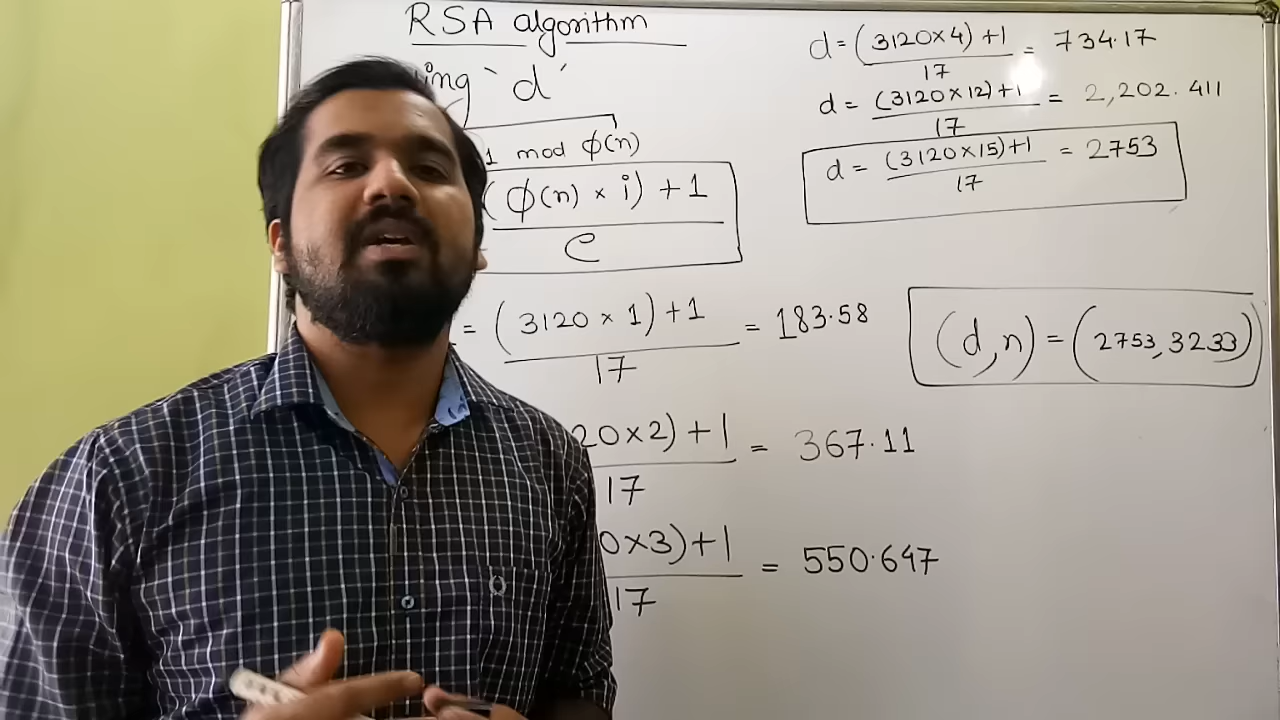 RSA algorithm
'd'
1 mod ϕ(n)
(ϕ(n) × i) + 1
e
= (3120 × 1) + 1 = 183.58
17
20×2) + 1 = 367.11
17
0×3) + 1 = 550.647
17
d = (3120×4) + 1 = 734.17
17
d = (3120×12) + 1 = 2,202.411
17
d = (3120×15) + 1 = 2753
17
(d,n) = (2753, 3233)